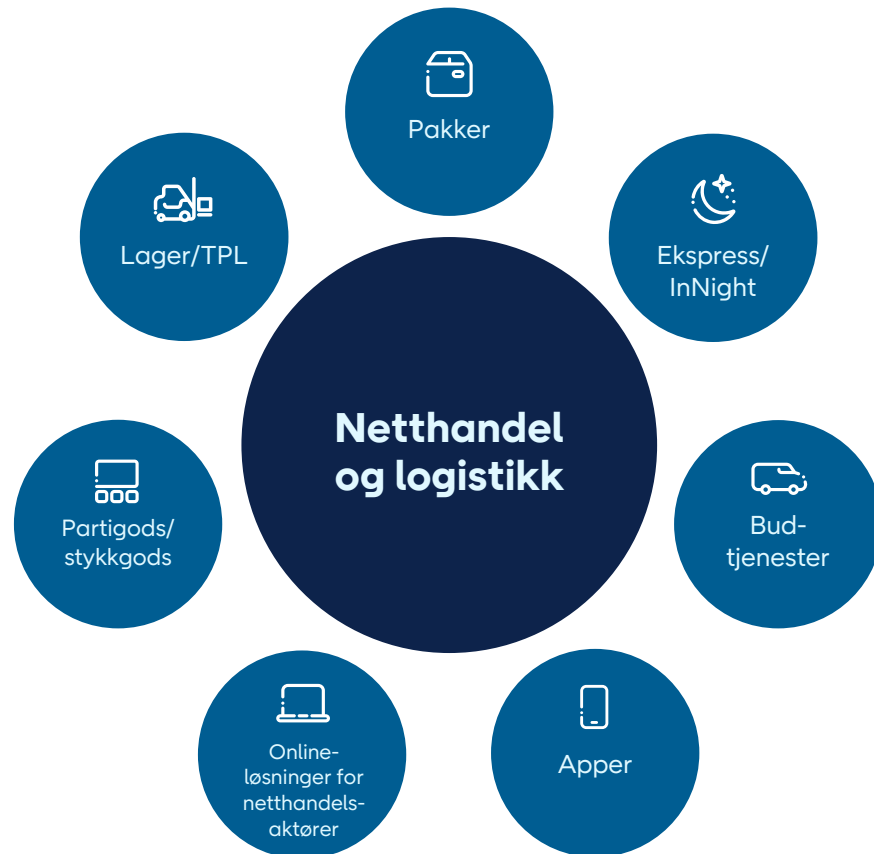 Pakker
Lager/TPL
Ekspress/
InNight
Netthandel
og logistikk
Partigods/
stykkgods
Bud-
tjenester
Online-
løsninger for
netthandels-
aktører
Apper